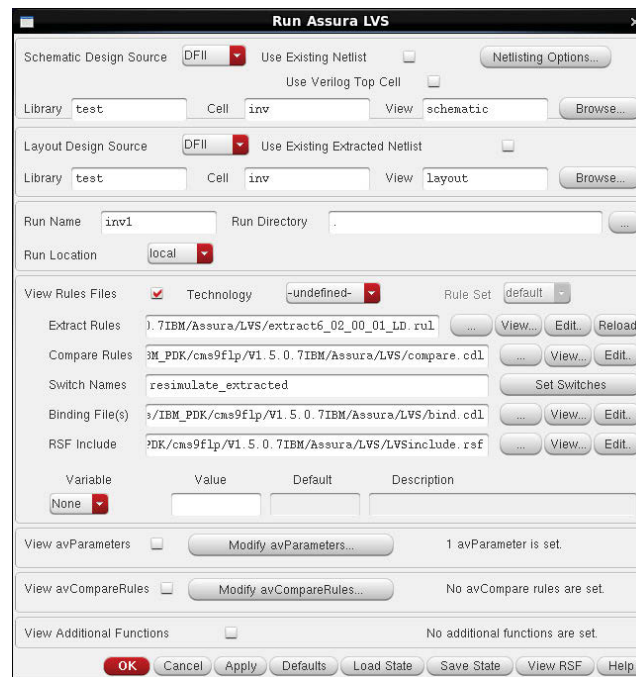 Run Assura LVS
Schematic Design Source DFII Use Existing Netlist Netlisting Options...
Use Verilog Top Cell
Library test Cell inv View schematic Browse...
Layout Design Source DFII Use Existing Extracted Netlist
Library test Cell inv View layout Browse...
Run Name inv1 Run Directory . ...
Run Location local
View Rules Files Technology -undefined- Rule Set default
Extract Rules ).7IBM/Assura/LVS/extract6_02_00_01_LD.rul ... View... Edit.. Reload
Compare Rules BM_PDK/cms9flp/V1.5.0.7IBM/Assura/LVS/compare.cdl ... View... Edit..
Switch Names resimulate_extracted Set Switches
Binding File(s) s/IBM_PDK/cms9flp/V1.5.0.7IBM/Assura/LVS/bind.cdl ... View... Edit..
RSF Include PDK/cms9flp/V1.5.0.7IBM/Assura/LVS/LVSinclude.rsf ... View... Edit..
Variable Value Default Description
None
View avParameters Modify avParameters... 1 avParameter is set.
View avCompareRules Modify avCompareRules... No avCompare rules are set.
View Additional Functions No additional functions are set.
OK Cancel Apply Defaults Load State Save State View RSF Help